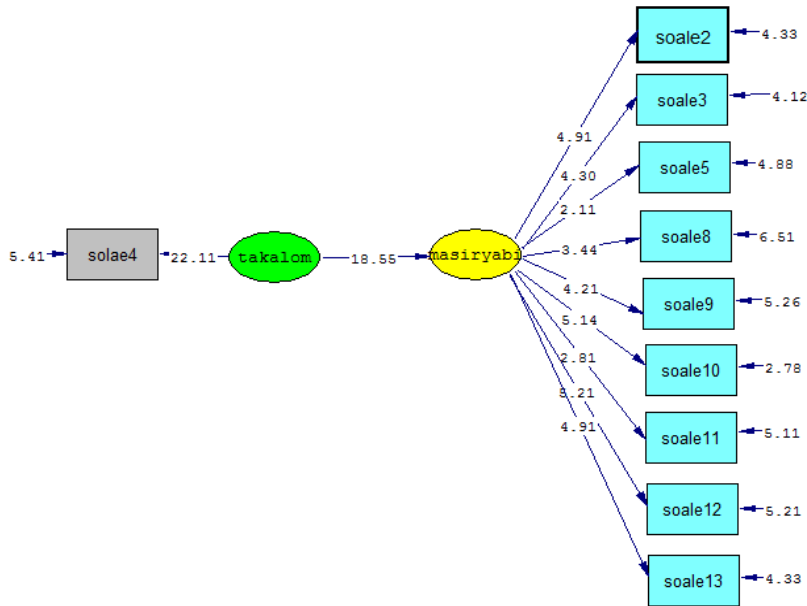 soale2
4.33
soale3
4.12
4.91
4.30
soale5
4.88
2.11
5.41
solae4
22.11
takalom
18.55
masiryabi
3.44
soale8
6.51
4.21
soale9
5.26
5.14
2.81
soale10
2.78
5.21
4.91
soale11
5.11
soale12
5.21
soale13
4.33